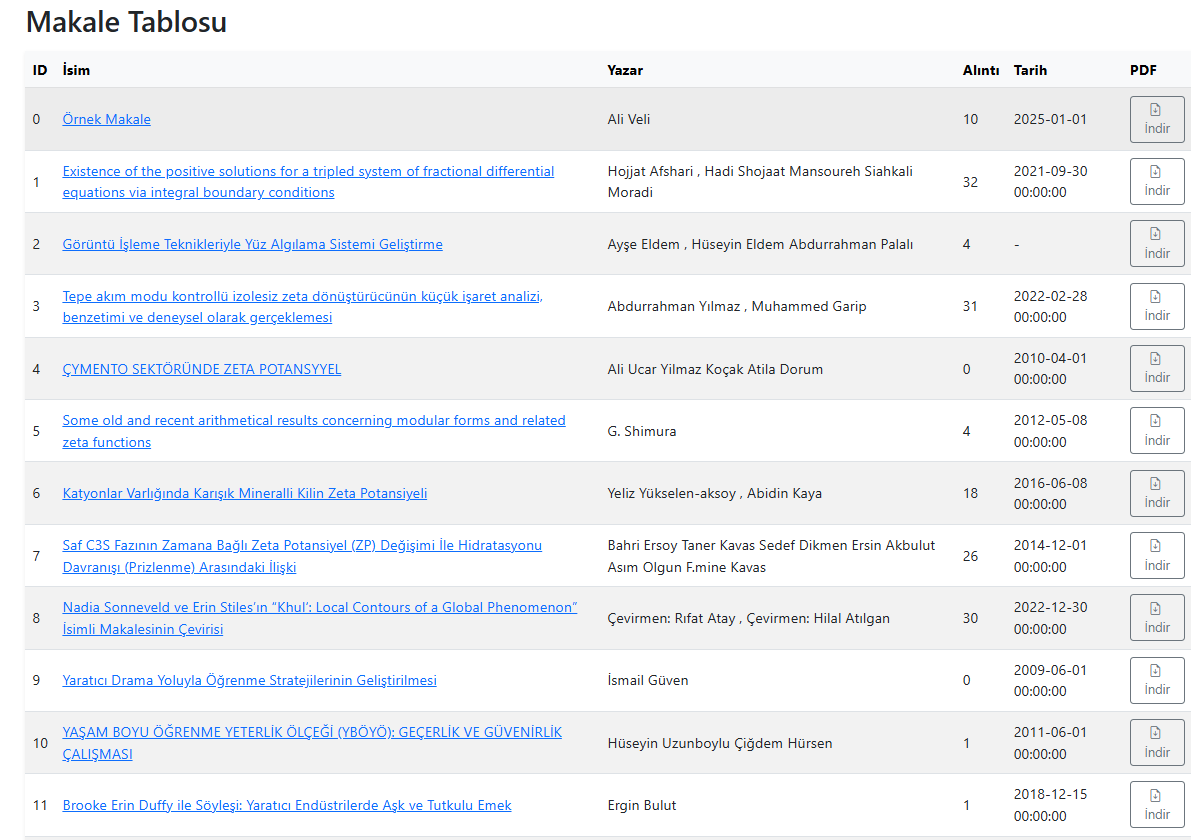 Makale Tablosu
ID İsim Yazar Alıntı Tarih PDF
0 Örnek Makale Ali Veli 10 2025-01-01 İndir
Existence of the positive solutions for a tripled system of fractional differential Hojjat Afshari , Hadi Shojaat Mansoureh Siahkali 2021-09-30
1 32 İndir
equations via integral boundary conditions Moradi 00:00:00
2 Görüntü İşleme Teknikleriyle Yüz Algılama Sistemi Geliştirme Ayşe Eldem , Hüseyin Eldem Abdurrahman Palalı 4 - İndir
Tepe akım modu kontrollü izolesiz zeta dönüştürücünün küçük işaret analizi, 2022-02-28
3 Abdurrahman Yılmaz , Muhammed Garip 31 İndir
benzetimi ve deneysel olarak gerçeklemesi 00:00:00
2010-04-01
4 ÇYMENTO SEKTÖRÜNDE ZETA POTANSYYEL Ali Ucar Yilmaz Koçak Atila Dorum 0 İndir
00:00:00
Some old and recent arithmetical results concerning modular forms and related 2012-05-08
5 G. Shimura 4 İndir
zeta functions 00:00:00
2016-06-08
6 Katyonlar Varlığında Karışık Mineralli Kilin Zeta Potansiyeli Yeliz Yükselen-aksoy , Abidin Kaya 18 İndir
00:00:00
Saf C3S Fazının Zamana Bağlı Zeta Potansiyel (ZP) Değişimi İle Hidratasyonu Bahri Ersoy Taner Kavas Sedef Dikmen Ersin Akbulut 2014-12-01
7 26 İndir
Davranışı (Prizlenme) Arasındaki İlişki Asım Olgun F.mine Kavas 00:00:00
Nadia Sonneveld ve Erin Stiles’ın “Khul‘: Local Contours of a Global Phenomenon” 2022-12-30
8 Çevirmen: Rıfat Atay , Çevirmen: Hilal Atılgan 30 İndir
İsimli Makalesinin Çevirisi 00:00:00
2009-06-01
9 Yaratıcı Drama Yoluyla Öğrenme Stratejilerinin Geliştirilmesi İsmail Güven 0 İndir
00:00:00
YAŞAM BOYU ÖĞRENME YETERLİK ÖLÇEĞİ (YBÖYÖ): GEÇERLİK VE GÜVENİRLİK 2011-06-01
10 Hüseyin Uzunboylu Çiğdem Hürsen 1 İndir
ÇALIŞMASI 00:00:00
2018-12-15
11 Brooke Erin Duffy ile Söyleşi: Yaratıcı Endüstrilerde Aşk ve Tutkulu Emek Ergin Bulut 1 İndir
00:00:00